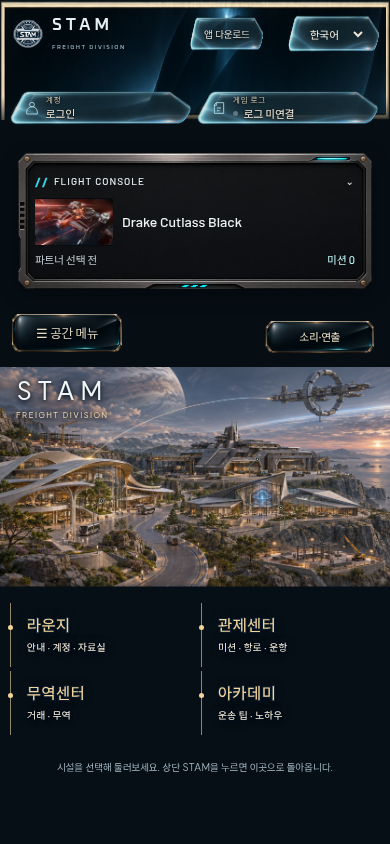 STAM
FREIGHT DIVISION
앱 다운로드
한국어
계정
로그인
게임 로그
로그 미연결
// FLIGHT CONSOLE
Drake Cutlass Black
파트너 선택 전
미션 0
☰ 공간 메뉴
소리·연출
STAM
FREIGHT DIVISION
라운지
안내 · 계정 · 자료실
관제센터
미션 · 항로 · 운항
무역센터
거래 · 무역
아카데미
운송 팁 · 노하우
시설을 선택해 둘러보세요. 상단 STAM을 누르면 이곳으로 돌아옵니다.